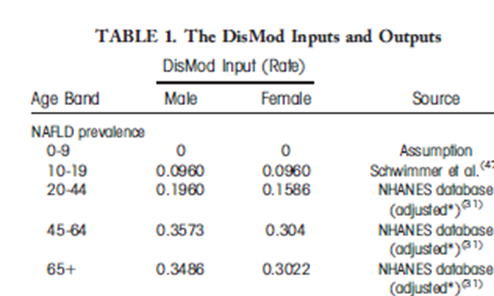 TABLE 1. The DisMod Inputs and Outputs
DisMod Input (Rate)
Age Band Male Female Source
NAFLD prevalence
0-9 0 0 Assumption
10-19 0.0960 0.0960 Schwimmer et al.(47
20-44 0.1960 0.1586 NHANES database
(adjusted*)(31)
45-64 0.3573 0.304 NHANES database
(adjusted*)(31)
65+ 0.3486 0.3022 NHANES database
(adjusted*)(31)